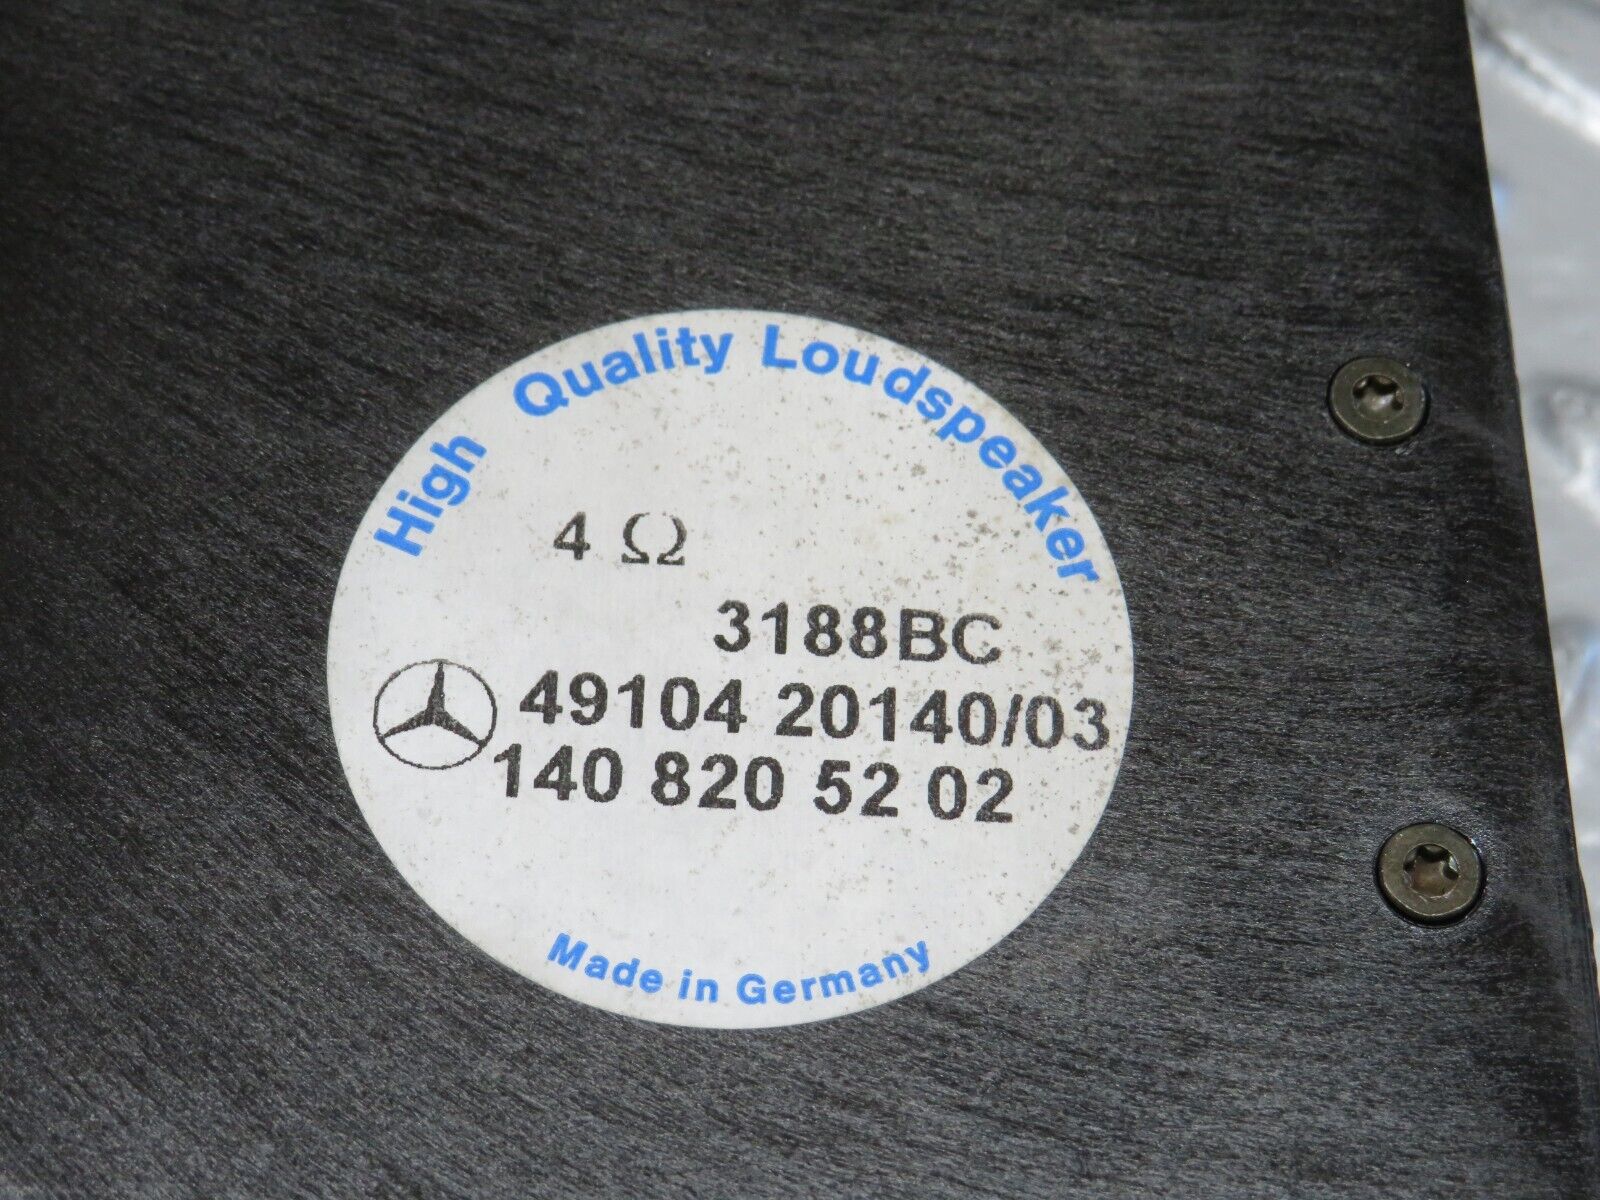 High Quality Loudspeaker
4 Ω
3188BC
49104 20140/03
140 820 52 02
Made in Germany